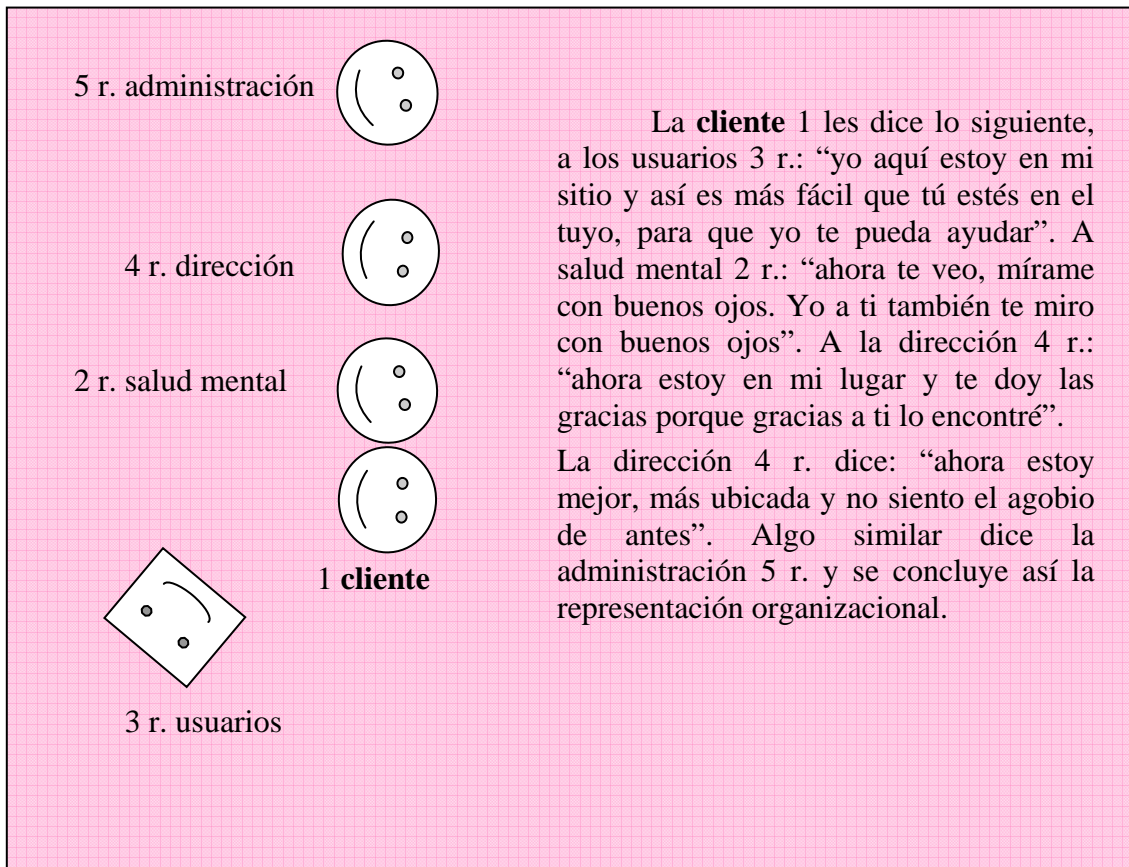 5 r. administración
4 r. dirección
2 r. salud mental
1 cliente
3 r. usuarios
La cliente 1 les dice lo siguiente,
a los usuarios 3 r.: “yo aquí estoy en mi
sitio y así es más fácil que tú estés en el
tuyo, para que yo te pueda ayudar”. A
salud mental 2 r.: “ahora te veo, mírame
con buenos ojos. Yo a ti también te miro
con buenos ojos”. A la dirección 4 r.:
“ahora estoy en mi lugar y te doy las
gracias porque gracias a ti lo encontré”.
La dirección 4 r. dice: “ahora estoy
mejor, más ubicada y no siento el agobio
de antes”. Algo similar dice la
administración 5 r. y se concluye así la
representación organizacional.